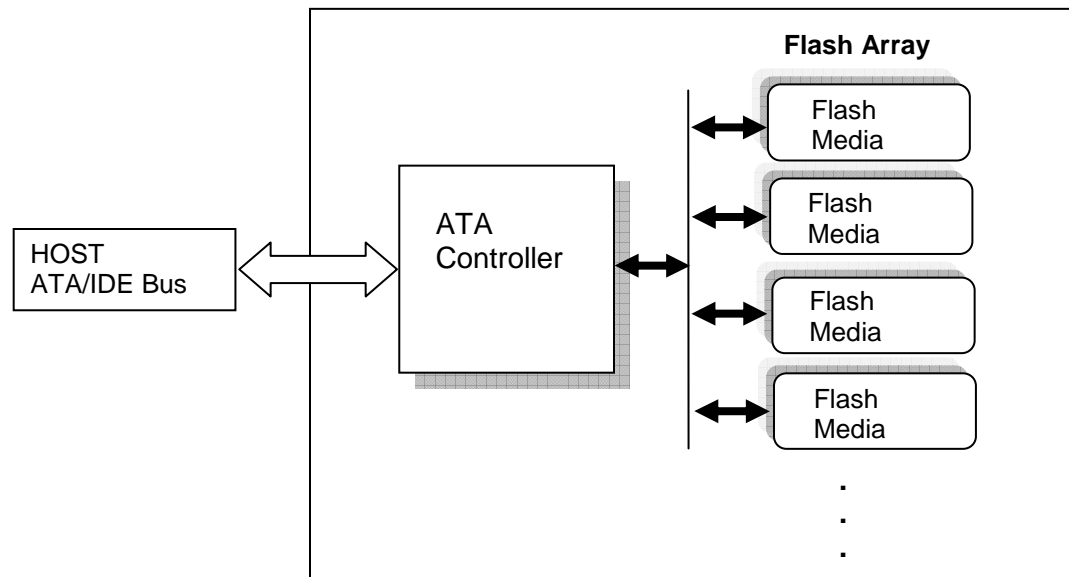 Flash Array
Flash
Media
Flash
Media
Flash
Media
Flash
Media
ATA
Controller
HOST
ATA/IDE Bus
.
.
.